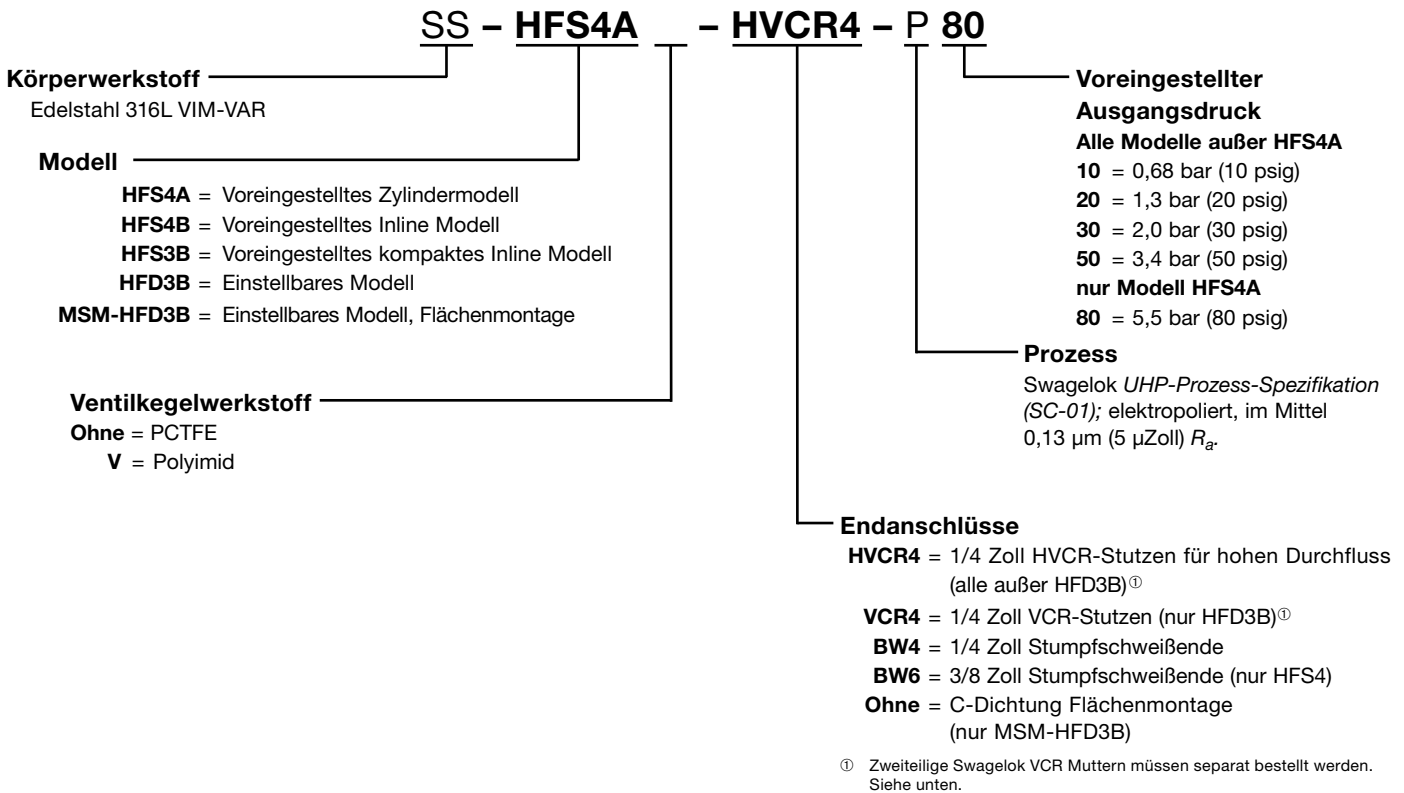 SS – HFS4A – HVCR4 – P 80
Körperwerkstoff
Edelstahl 316L VIM-VAR
Modell
HFS4A = Voreingestelltes Zylindermodell
HFS4B = Voreingestelltes Inline Modell
HFS3B = Voreingestelltes kompaktes Inline Modell
HFD3B = Einstellbares Modell
MSM-HFD3B = Einstellbares Modell, Flächenmontage
Ventilkegelwerkstoff
Ohne = PCTFE
V = Polyimid
Voreingestellter
Ausgangsdruck
Alle Modelle außer HFS4A
10 = 0,68 bar (10 psig)
20 = 1,3 bar (20 psig)
30 = 2,0 bar (30 psig)
50 = 3,4 bar (50 psig)
nur Modell HFS4A
80 = 5,5 bar (80 psig)
Prozess
Swagelok UHP-Prozess-Spezifikation
(SC-01); elektropoliert, im Mittel
0,13 µm (5 µZoll) Ra.
Endanschlüsse
HVCR4 = 1/4 Zoll HVCR-Stutzen für hohen Durchfluss
(alle außer HFD3B)①
VCR4 = 1/4 Zoll VCR-Stutzen (nur HFD3B)①
BW4 = 1/4 Zoll Stumpfschweißende
BW6 = 3/8 Zoll Stumpfschweißende (nur HFS4)
Ohne = C-Dichtung Flächenmontage
(nur MSM-HFD3B)
① Zweiteilige Swagelok VCR Muttern müssen separat bestellt werden.
Siehe unten.